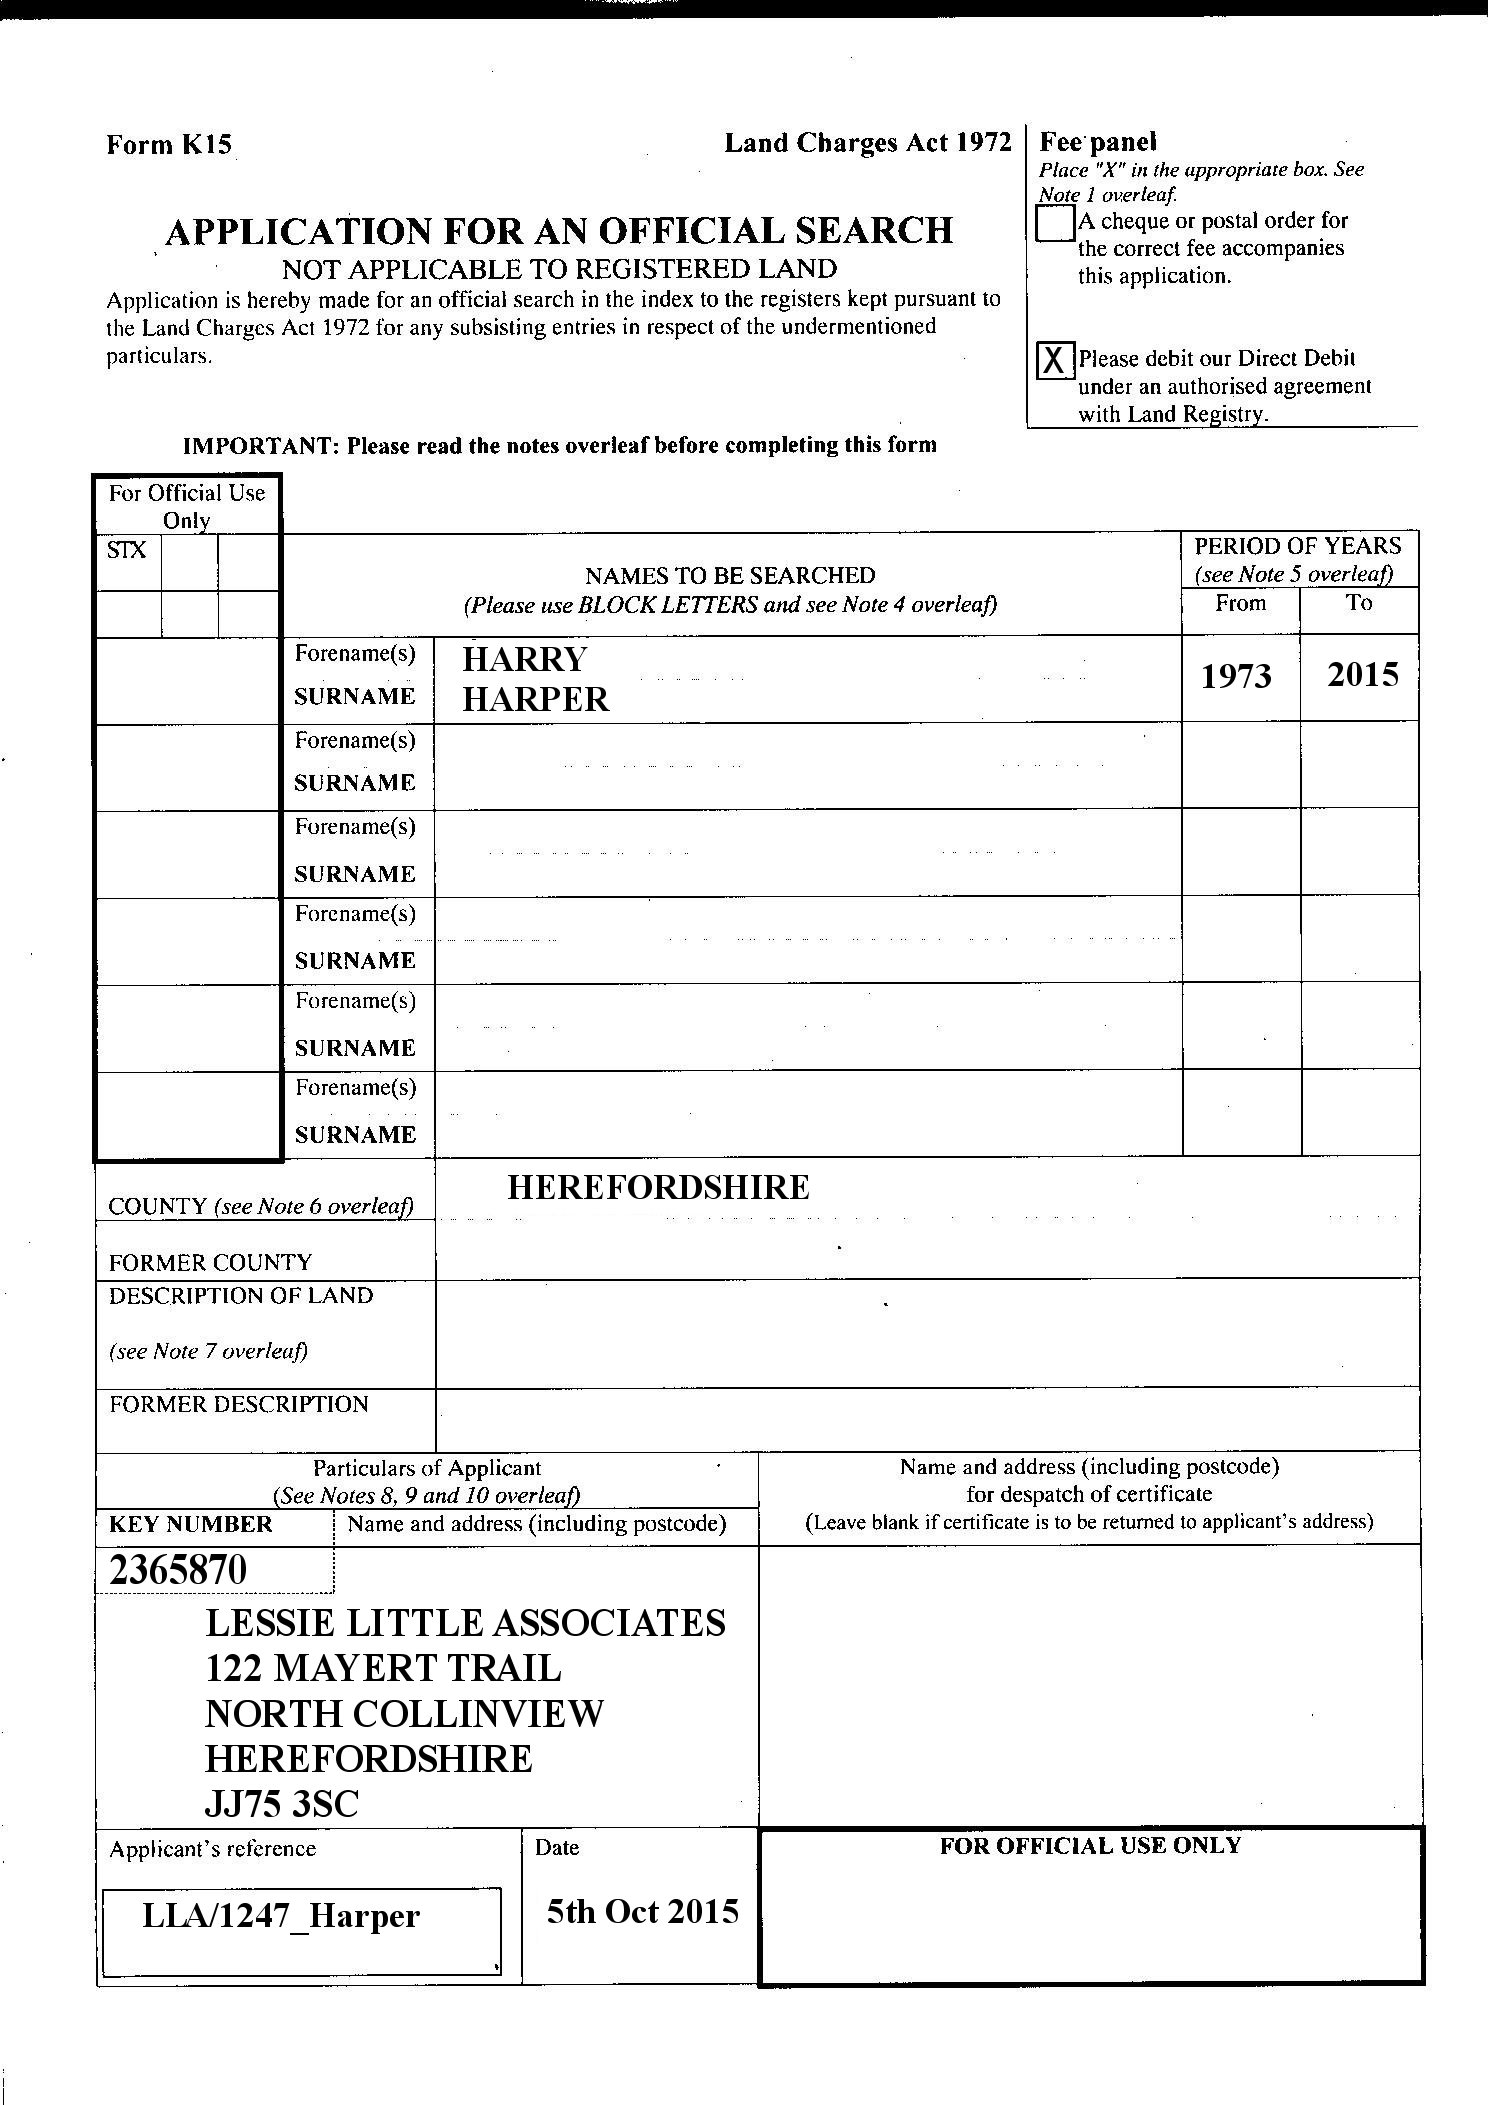 Form K15
Land Charges Act 1972
APPLICATION FOR AN OFFICIAL SEARCH
NOT APPLICABLE TO REGISTERED LAND
Application is hereby made for an official search in the index to the registers kept pursuant to
the Land Charges Act 1972 for any subsisting entries in respect of the undermentioned
particulars.
Fee panel
Place "X" in the appropriate box. See
Note 1 overleaf.
A cheque or postal order for
the correct fee accompanies
this application.
X Please debit our Direct Debit
under an authorised agreement
with Land Registry.
IMPORTANT: Please read the notes overleaf before completing this form
For Official Use
Only
STX
NAMES TO BE SEARCHED
(Please use BLOCK LETTERS and see Note 4 overleaf)
PERIOD OF YEARS
(see Note 5 overleaf)
From To
Forename(s) HARRY
SURNAME HARPER
1973 2015
Forename(s)
SURNAME
Forename(s)
SURNAME
Forename(s)
SURNAME
Forename(s)
SURNAME
Forename(s)
SURNAME
COUNTY (see Note 6 overleaf) HEREFORDSHIRE
FORMER COUNTY
DESCRIPTION OF LAND
(see Note 7 overleaf)
FORMER DESCRIPTION
Particulars of Applicant
(See Notes 8, 9 and 10 overleaf)
KEY NUMBER Name and address (including postcode)
Name and address (including postcode)
for despatch of certificate
(Leave blank if certificate is to be returned to applicant's address)
2365870
LESSIE LITTLE ASSOCIATES
122 MAYERT TRAIL
NORTH COLLINVIEW
HEREFORDSHIRE
JJ75 3SC
Applicant's reference
LLA/1247_Harper
Date
5th Oct 2015
FOR OFFICIAL USE ONLY